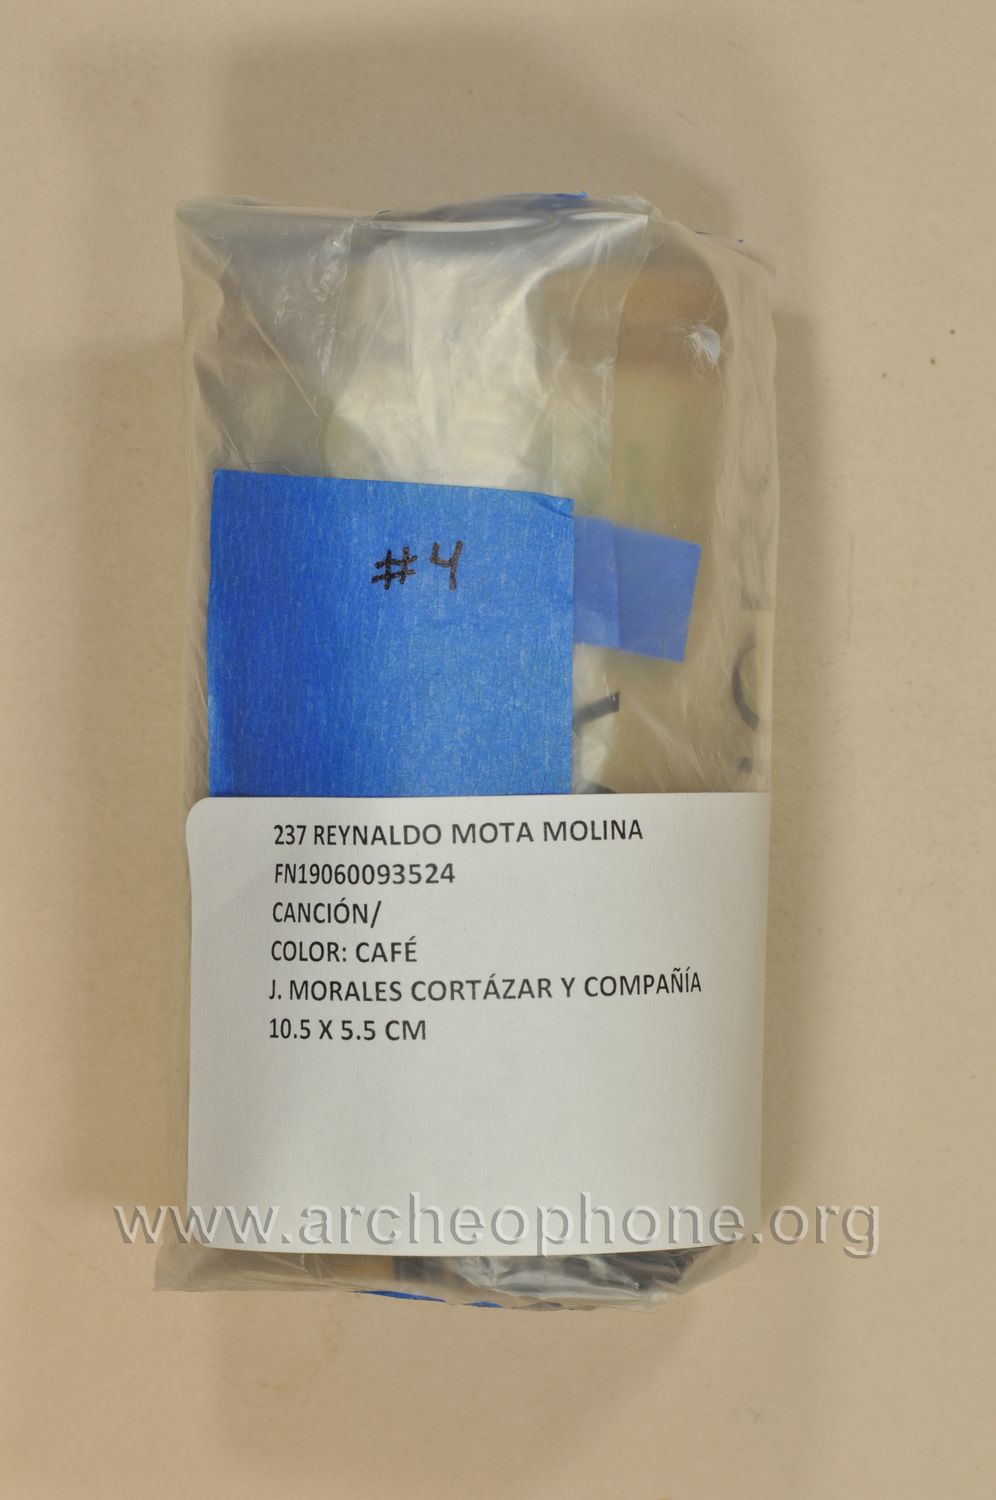 #4
237 REYNALDO MOTA MOLINA
FN19060093524
CANCIÓN/
COLOR: CAFÉ
J. MORALES CORTÁZAR Y COMPAÑÍA
10.5 X 5.5 CM
www.archeophone.org